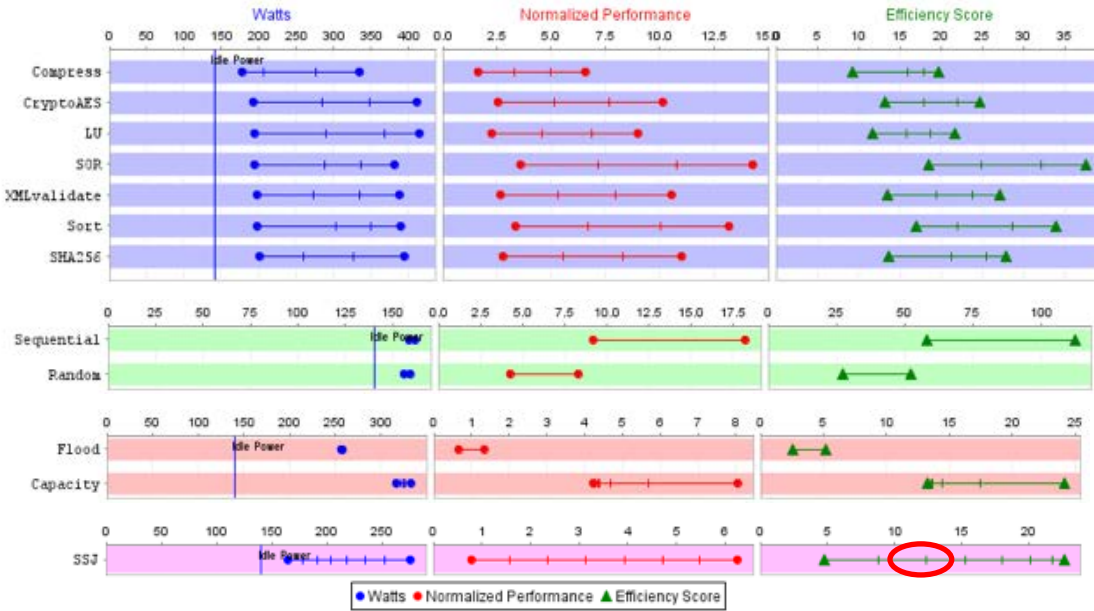 Watts Normalized Performance Efficiency Score
0 50 100 150 200 250 300 350 400 0.0 2.5 5.0 7.5 10.0 12.5 15.0 0 5 10 15 20 25 30 35
Idle Power
Compress
CryptoAES
LU
SOR
XMLvalidate
Sort
SHA256
0 25 50 75 100 125 150 0.0 2.5 5.0 7.5 10.0 12.5 15.0 17.5 0 25 50 75 100
Sequential Idle Power
Random
0 50 100 150 200 250 300 0 1 2 3 4 5 6 7 8 0 5 10 15 20 25
Flood Idle Power
Capacity
0 50 100 150 200 250 0 1 2 3 4 5 6 0 5 10 15 20
SSJ Idle Power
Watts Normalized Performance Efficiency Score